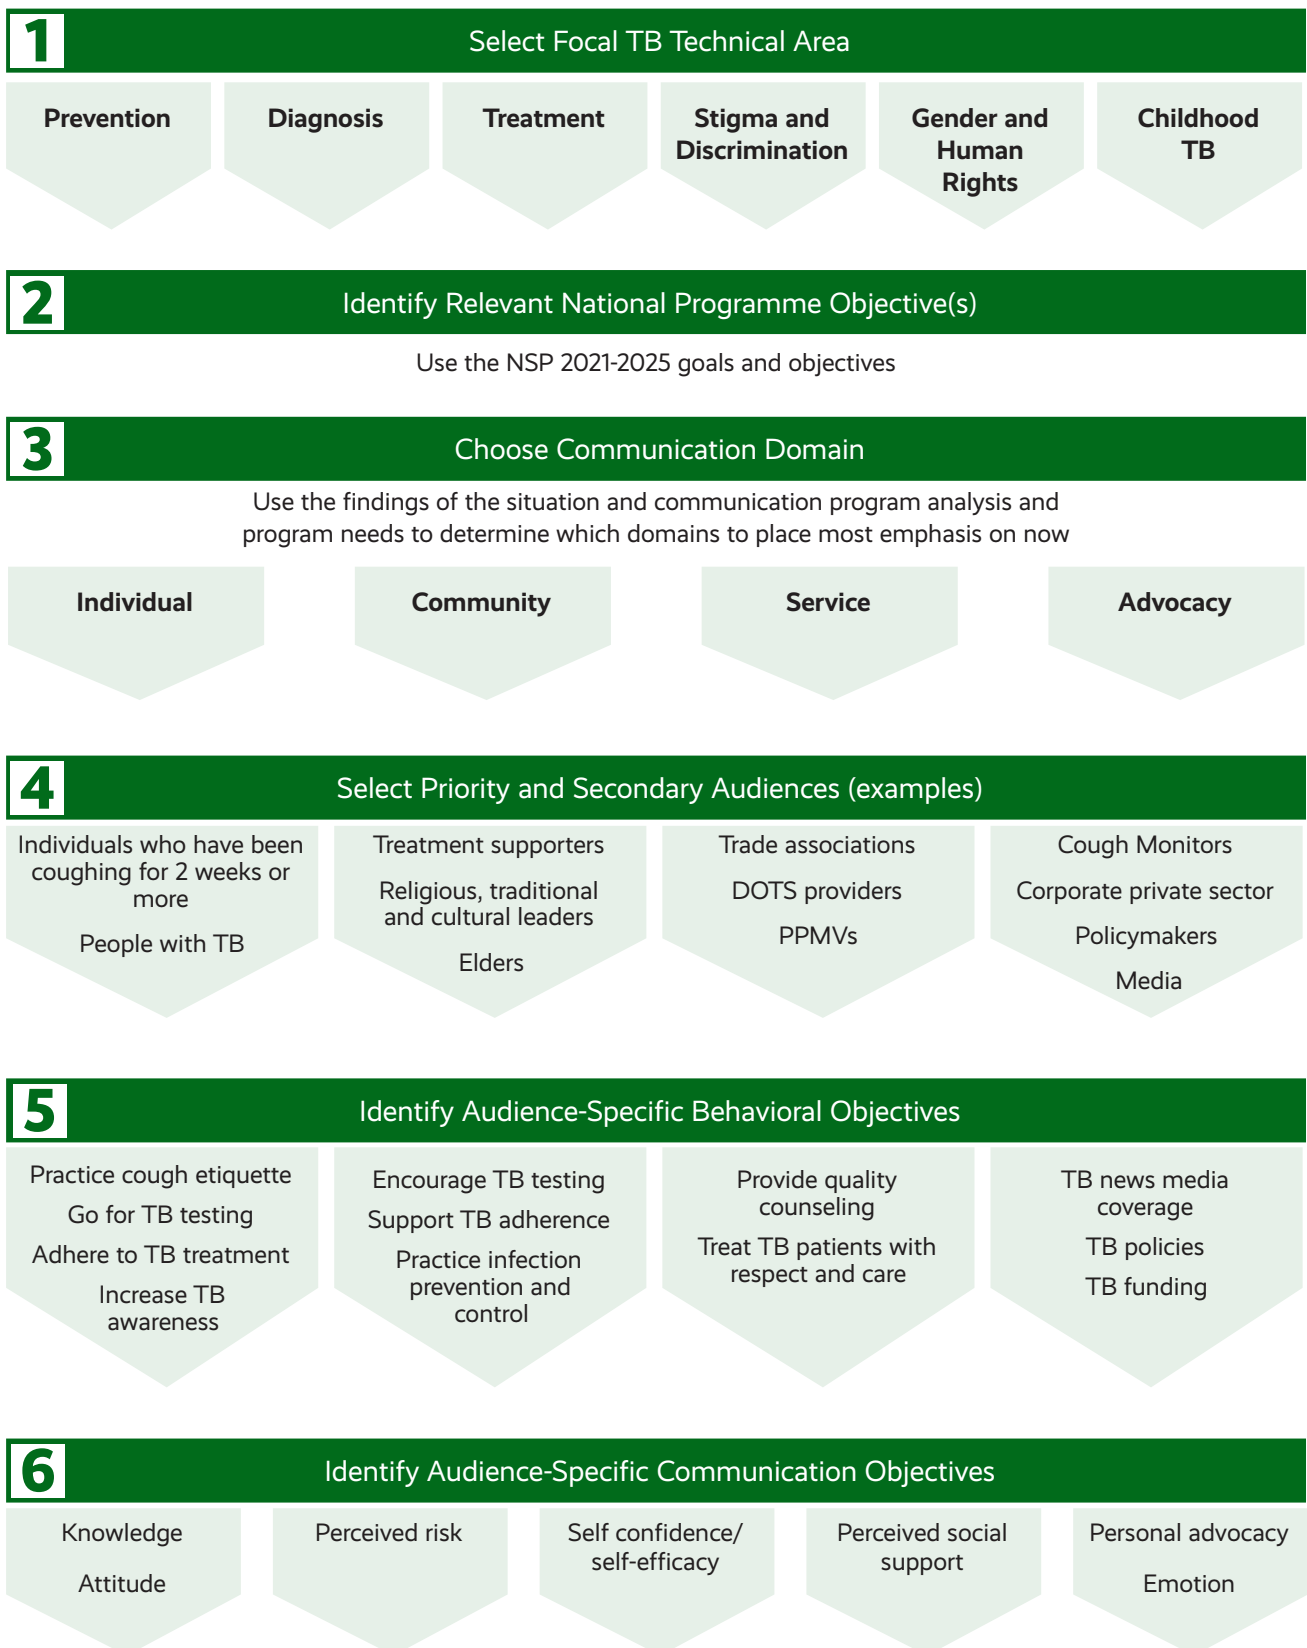 1
Select Focal TB Technical Area
Prevention
Diagnosis
Treatment
Stigma and
Discrimination
Gender and
Human
Rights
Childhood
TB
2
Identify Relevant National Programme Objective(s)
Use the NSP 2021-2025 goals and objectives
3
Choose Communication Domain
Use the findings of the situation and communication program analysis and
program needs to determine which domains to place most emphasis on now
Individual
Community
Service
Advocacy
4
Select Priority and Secondary Audiences (examples)
Individuals who have been
coughing for 2 weeks or
more
People with TB
Treatment supporters
Religious, traditional
and cultural leaders
Elders
Trade associations
DOTS providers
PPMVs
Cough Monitors
Corporate private sector
Policymakers
Media
5
Identify Audience-Specific Behavioral Objectives
Practice cough etiquette
Go for TB testing
Adhere to TB treatment
Increase TB
awareness
Encourage TB testing
Support TB adherence
Practice infection
prevention and
control
Provide quality
counseling
Treat TB patients with
respect and care
TB news media
coverage
TB policies
TB funding
6
Identify Audience-Specific Communication Objectives
Knowledge
Attitude
Perceived risk
Self confidence/
self-efficacy
Perceived social
support
Personal advocacy
Emotion